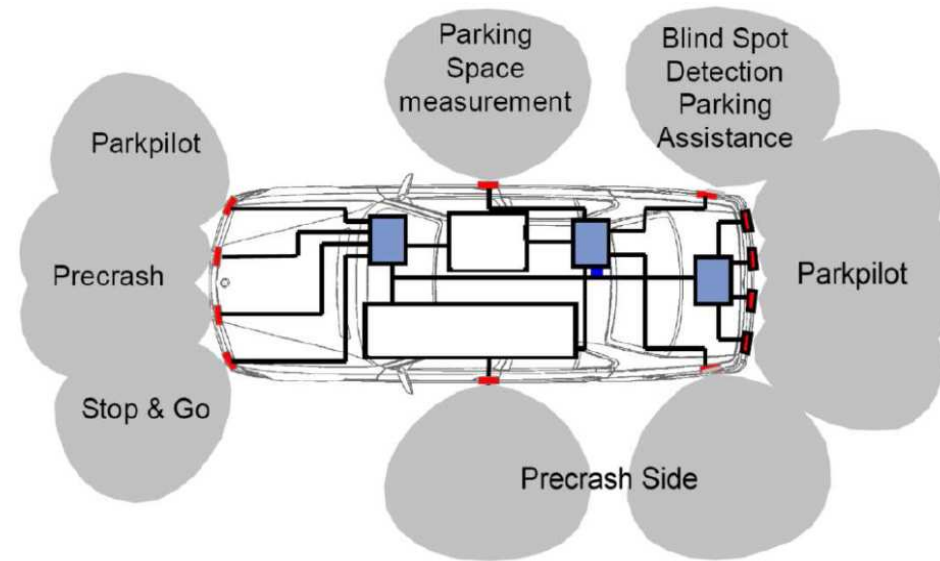 Parking
Space
measurement
Blind Spot
Detection
Parking
Assistance
Parkpilot
Precrash
Parkpilot
Stop & Go
Precrash Side